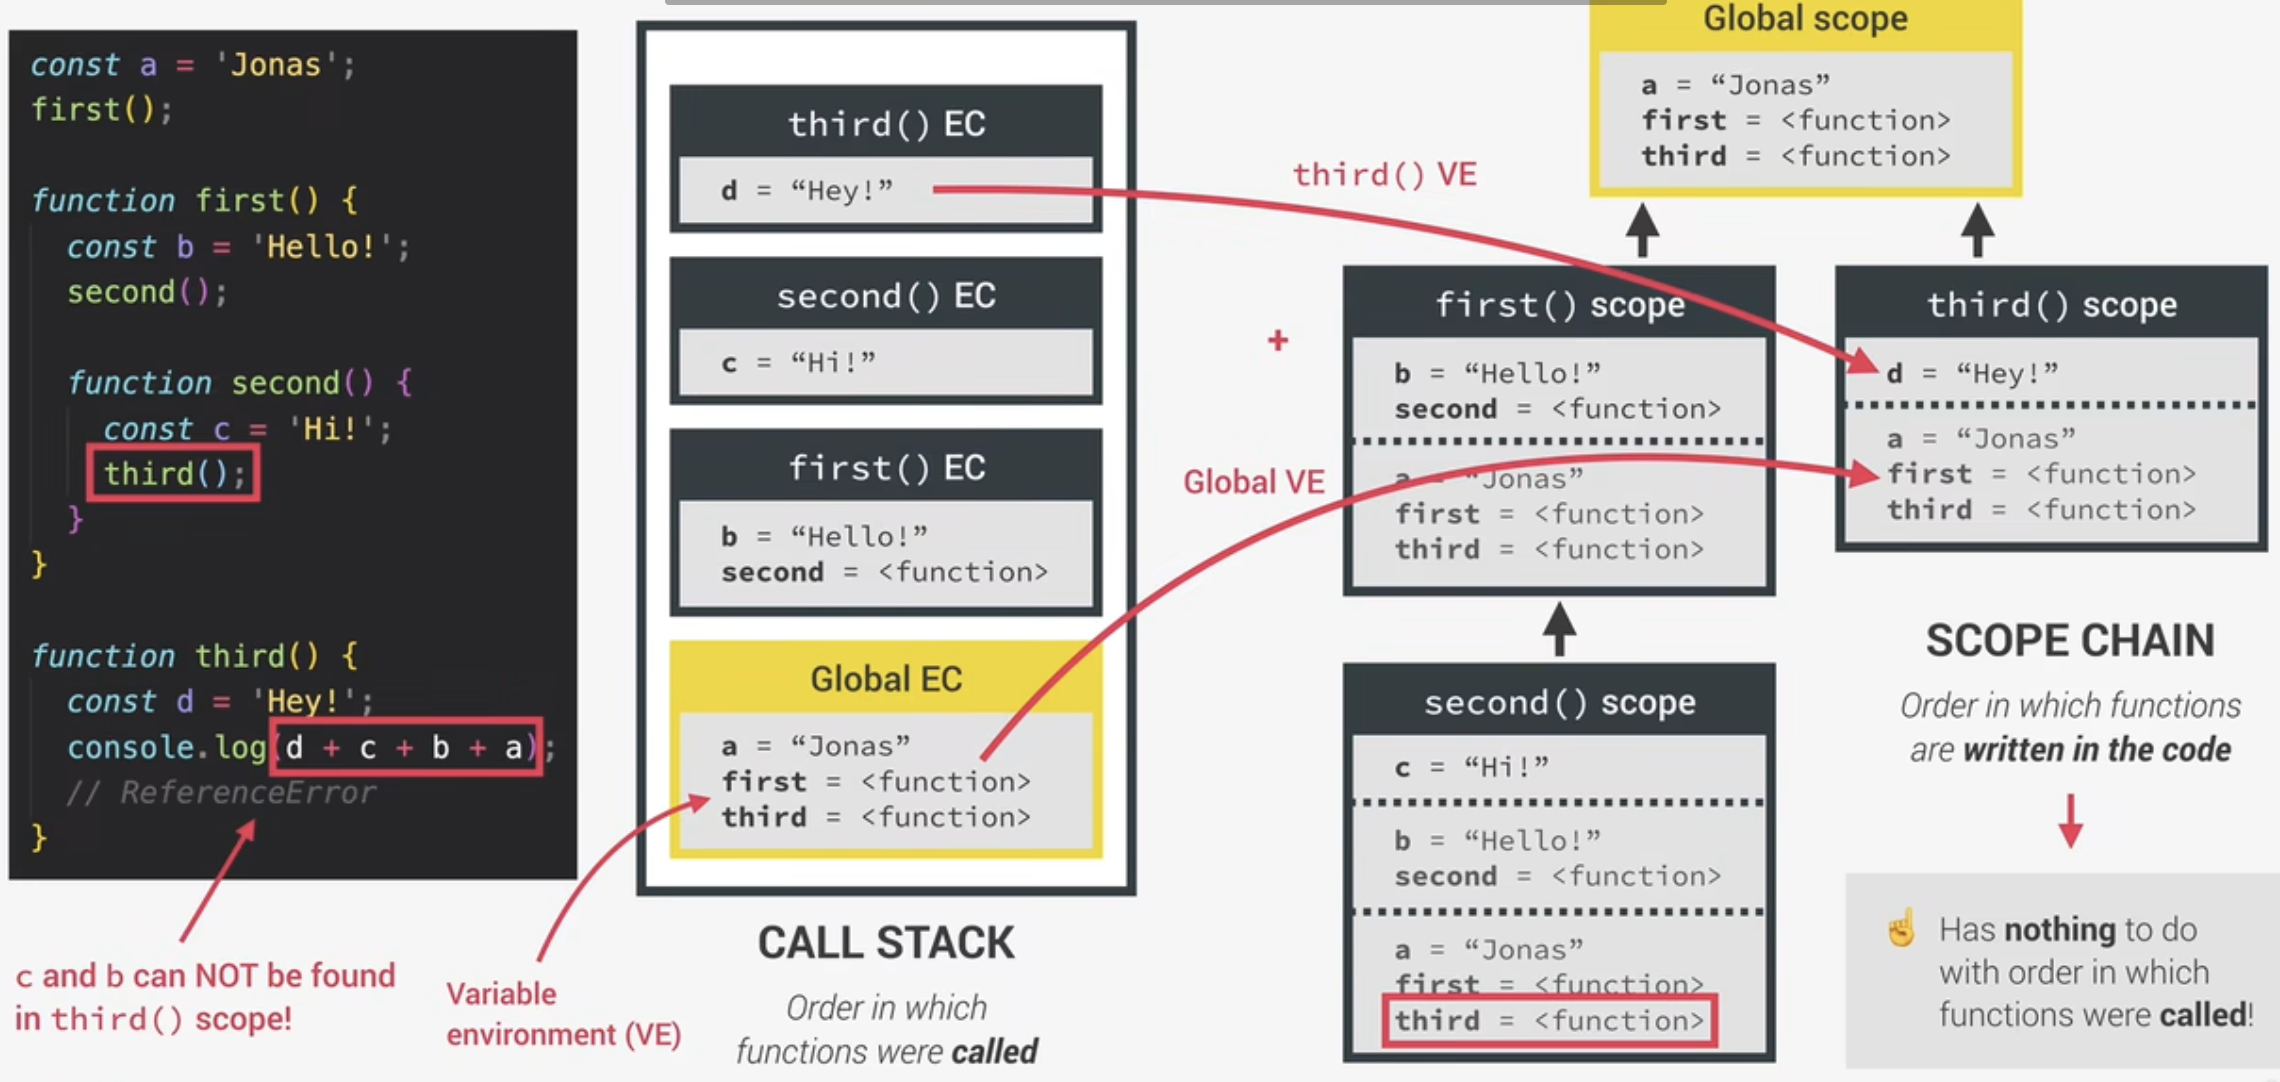 const a = 'Jonas';
first();
function first() {
const b = 'Hello!';
second();
function second() {
const c = 'Hi!';
third();
}
}
function third() {
const d = 'Hey!';
console.log(d + c + b + a);
// ReferenceError
}
c and b can NOT be found
in third() scope!
Variable
environment (VE)
third() EC
d = “Hey!”
second() EC
c = “Hi!”
first() EC
b = “Hello!”
second = <function>
Global EC
a = “Jonas”
first = <function>
third = <function>
CALL STACK
Order in which
functions were called
third() VE
+
Global VE
Global scope
a = “Jonas”
first = <function>
third = <function>
first() scope
b = “Hello!”
second = <function>
a = “Jonas”
first = <function>
third = <function>
second() scope
c = “Hi!”
b = “Hello!”
second = <function>
a = “Jonas”
first = <function>
third = <function>
third() scope
d = “Hey!”
a = “Jonas”
first = <function>
third = <function>
SCOPE CHAIN
Order in which functions
are written in the code
☝️ Has nothing to do
with order in which
functions were called!